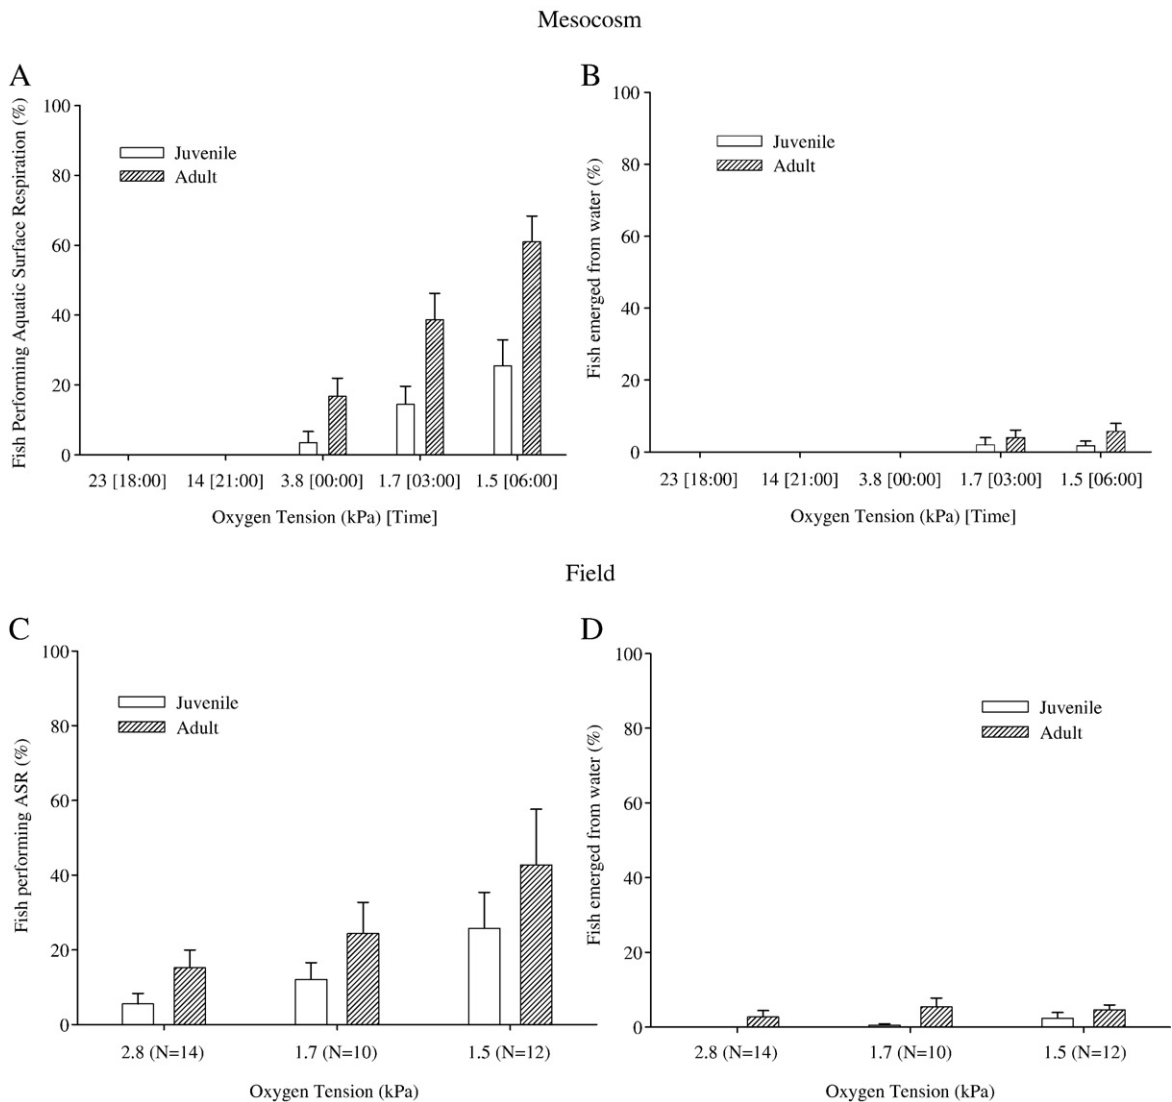 Mesocosm
A
Fish Performing Aquatic Surface Respiration (%)
100
80
60
40
20
0
Juvenile
Adult
23 [18:00] 14 [21:00] 3.8 [00:00] 1.7 [03:00] 1.5 [06:00]
Oxygen Tension (kPa) [Time]
B
Fish emerged from water (%)
100
80
60
40
20
0
Juvenile
Adult
23 [18:00] 14 [21:00] 3.8 [00:00] 1.7 [03:00] 1.5 [06:00]
Oxygen Tension (kPa) [Time]
Field
C
Fish performing ASR (%)
100
80
60
40
20
0
Juvenile
Adult
2.8 (N=14) 1.7 (N=10) 1.5 (N=12)
Oxygen Tension (kPa)
D
Fish emerged from water (%)
100
80
60
40
20
0
Juvenile
Adult
2.8 (N=14) 1.7 (N=10) 1.5 (N=12)
Oxygen Tension (kPa)